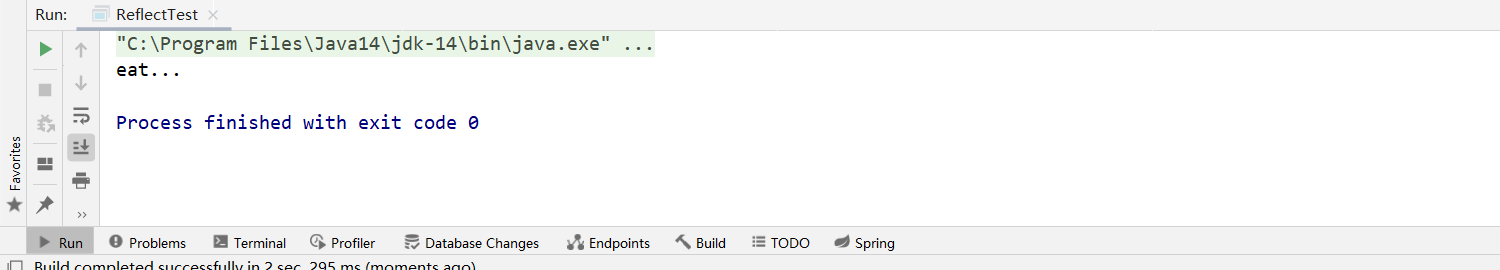 Run: ReflectTest
"C:\Program Files\Java14\jdk-14\bin\java.exe" ...
eat...
Process finished with exit code 0
Favorites
Run Problems Terminal Profiler Database Changes Endpoints Build TODO Spring
Build completed successfully in 2 sec, 295 ms (moments ago)